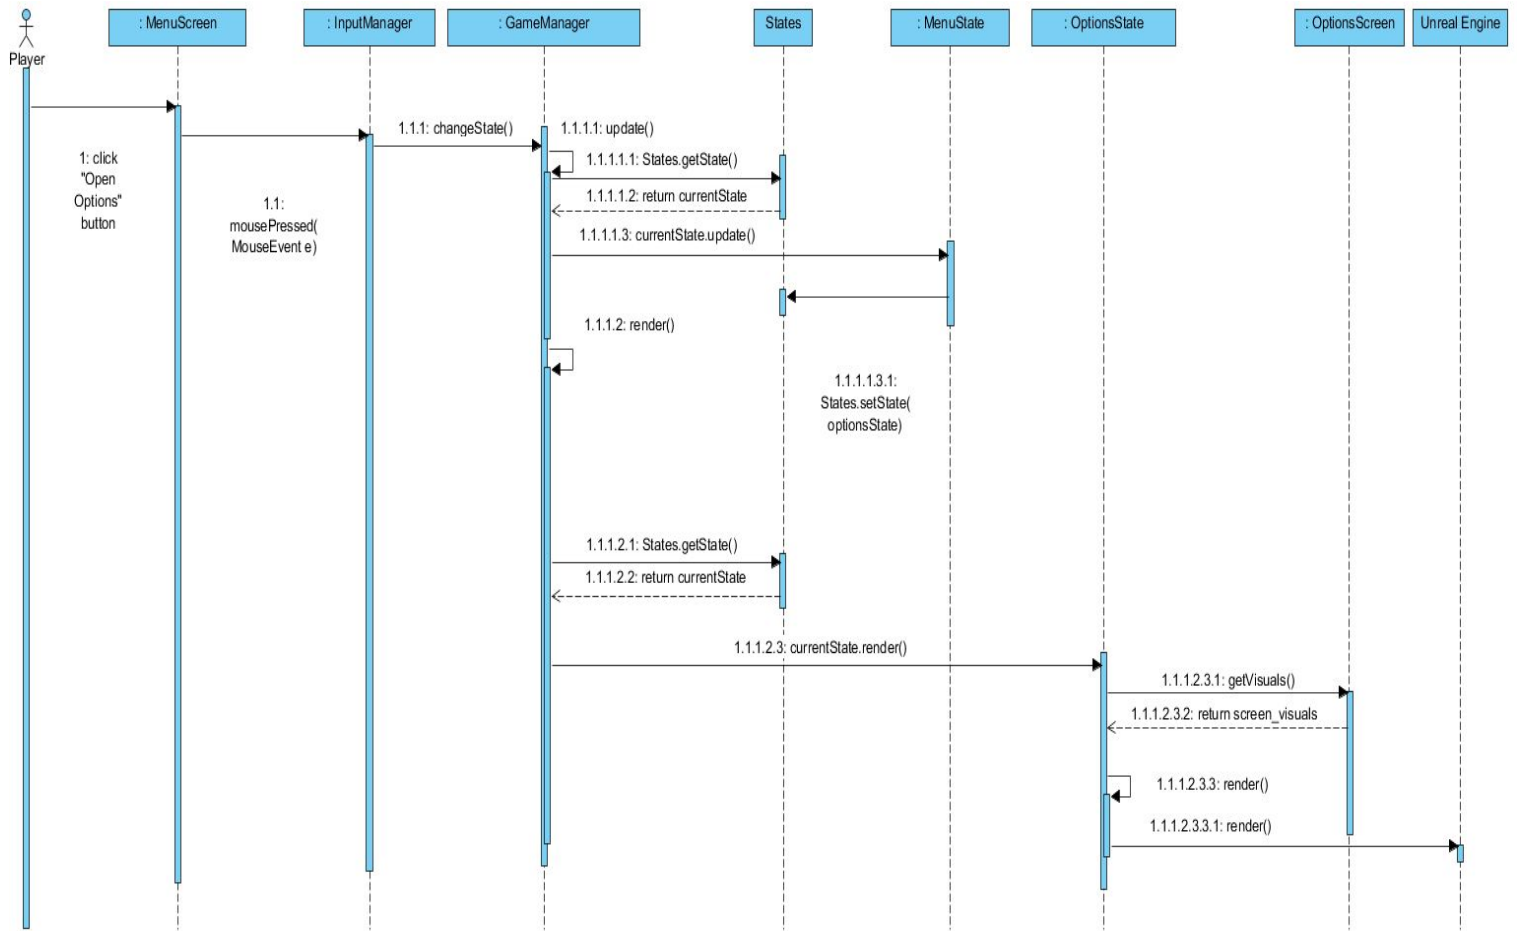 Player
: MenuScreen
: InputManager
: GameManager
States
: MenuState
: OptionsState
: OptionsScreen
Unreal Engine
1: click
"Open
Options"
button
1.1:
mousePressed(
MouseEvent e)
1.1.1: changeState()
1.1.1.1: update()
1.1.1.1.1: States.getState()
1.1.1.1.2: return currentState
1.1.1.1.3: currentState.update()
1.1.1.2: render()
1.1.1.1.3.1:
States.setState(
optionsState)
1.1.1.2.1: States.getState()
1.1.1.2.2: return currentState
1.1.1.2.3: currentState.render()
1.1.1.2.3.1: getVisuals()
1.1.1.2.3.2: return screen_visuals
1.1.1.2.3.3: render()
1.1.1.2.3.3.1: render()